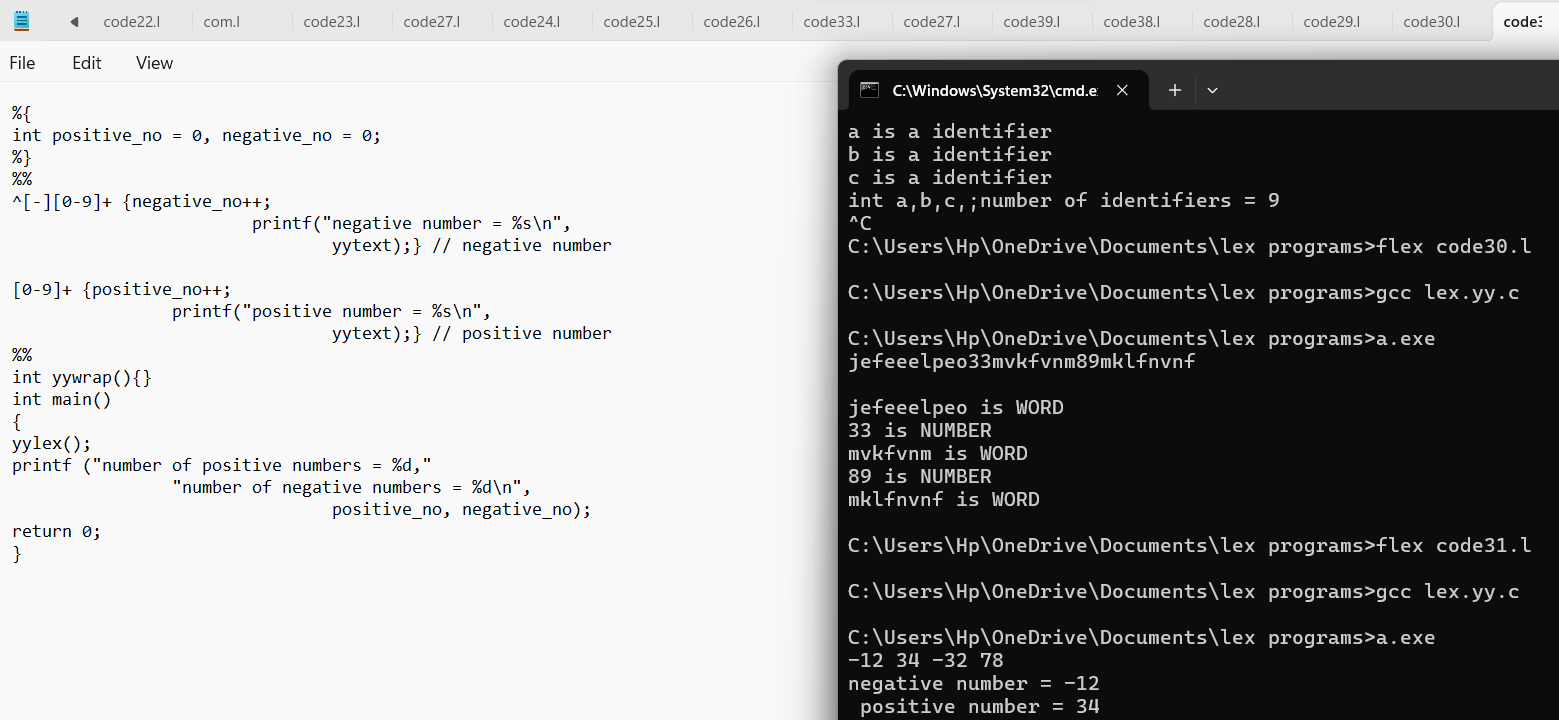 code22.l com.l code23.l code27.l code24.l code25.l code26.l code33.l code27.l code39.l code38.l code28.l code29.l code30.l code3
File Edit View
%{
int positive_no = 0, negative_no = 0;
%}
%%
^[-][0-9]+ {negative_no++;
printf("negative number = %s\n",
yytext);} // negative number
[0-9]+ {positive_no++;
printf("positive number = %s\n",
yytext);} // positive number
%%
int yywrap(){}
int main()
{
yylex();
printf ("number of positive numbers = %d,"
"number of negative numbers = %d\n",
positive_no, negative_no);
return 0;
}
C:\Windows\System32\cmd.e
a is a identifier
b is a identifier
c is a identifier
int a,b,c,;number of identifiers = 9
^C
C:\Users\Hp\OneDrive\Documents\lex programs>flex code30.l
C:\Users\Hp\OneDrive\Documents\lex programs>gcc lex.yy.c
C:\Users\Hp\OneDrive\Documents\lex programs>a.exe
jefeeelpeo33mvkfvnm89mklfnvnf
jefeeelpeo is WORD
33 is NUMBER
mvkfvnm is WORD
89 is NUMBER
mklfnvnf is WORD
C:\Users\Hp\OneDrive\Documents\lex programs>flex code31.l
C:\Users\Hp\OneDrive\Documents\lex programs>gcc lex.yy.c
C:\Users\Hp\OneDrive\Documents\lex programs>a.exe
-12 34 -32 78
negative number = -12
positive number = 34